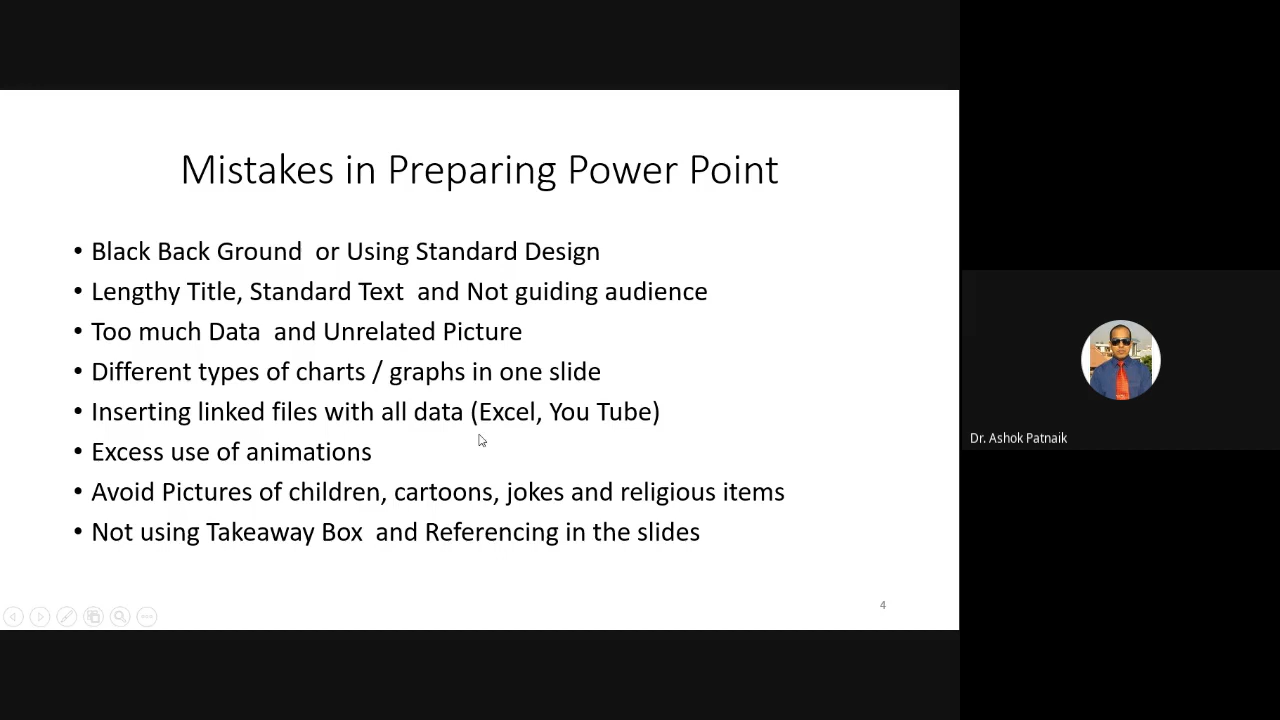 Mistakes in Preparing Power Point
• Black Back Ground  or Using Standard Design
• Lengthy Title, Standard Text  and Not guiding audience
• Too much Data  and Unrelated Picture
• Different types of charts / graphs in one slide
• Inserting linked files with all data (Excel, You Tube)
• Excess use of animations
• Avoid Pictures of children, cartoons, jokes and religious items
• Not using Takeaway Box  and Referencing in the slides
4
Dr. Ashok Patnaik